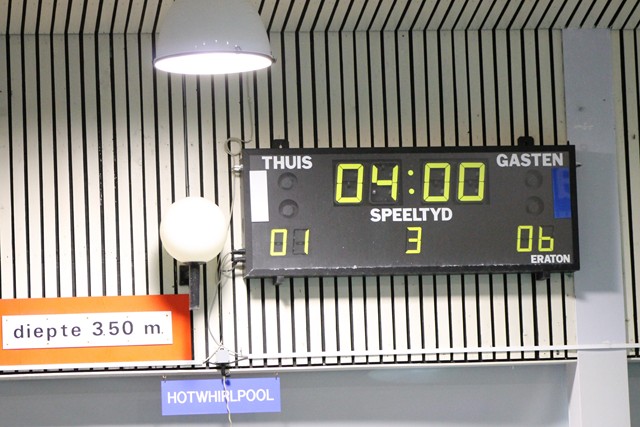 THUIS GASTEN
04:00
SPEELTYD
01 3 06
ERATON
diepte 3.50 m.
HOTWHIRLPOOL